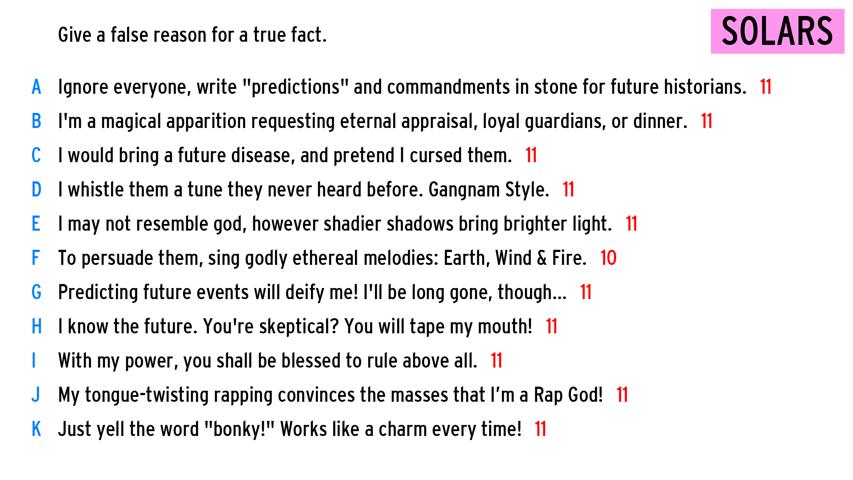 SOLARS
Give a false reason for a true fact.
A Ignore everyone, write "predictions" and commandments in stone for future historians. 11
B I'm a magical apparition requesting eternal appraisal, loyal guardians, or dinner. 11
C I would bring a future disease, and pretend I cursed them. 11
D I whistle them a tune they never heard before. Gangnam Style. 11
E I may not resemble god, however shadier shadows bring brighter light. 11
F To persuade them, sing godly ethereal melodies: Earth, Wind & Fire. 10
G Predicting future events will deify me! I'll be long gone, though... 11
H I know the future. You're skeptical? You will tape my mouth! 11
I With my power, you shall be blessed to rule above all. 11
J My tongue-twisting rapping convinces the masses that I’m a Rap God! 11
K Just yell the word "bonky!" Works like a charm every time! 11